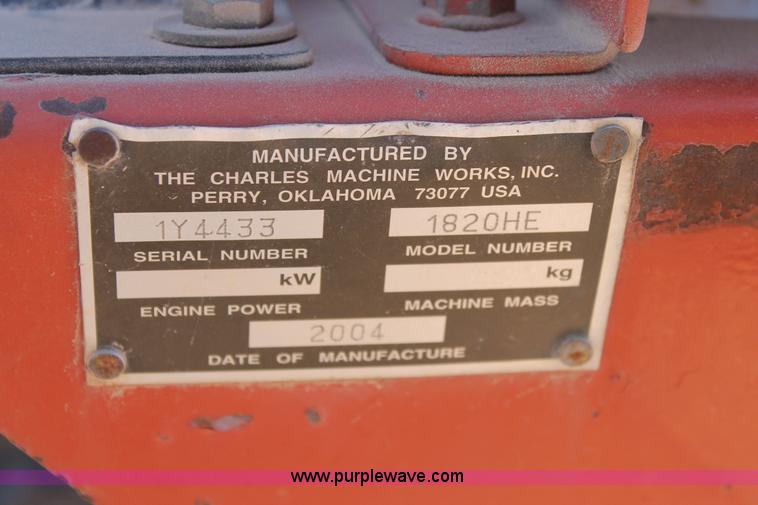 MANUFACTURED BY
THE CHARLES MACHINE WORKS, INC.
PERRY, OKLAHOMA 73077 USA
1Y4433 1820HE
SERIAL NUMBER MODEL NUMBER
kW kg
ENGINE POWER MACHINE MASS
2004
DATE OF MANUFACTURE
www.purplewave.com